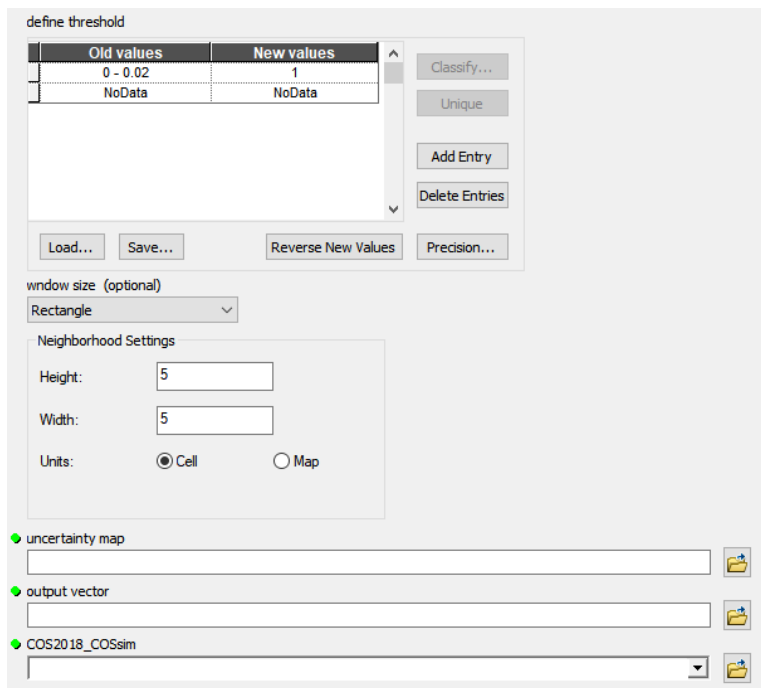 define threshold
Old values New values
0 - 0.02 1
NoData NoData
Classify...
Unique
Add Entry
Delete Entries
Load... Save... Reverse New Values Precision...
wndow size (optional)
Rectangle
Neighborhood Settings
Height: 5
Width: 5
Units: Cell Map
uncertainty map
output vector
COS2018_COSsim